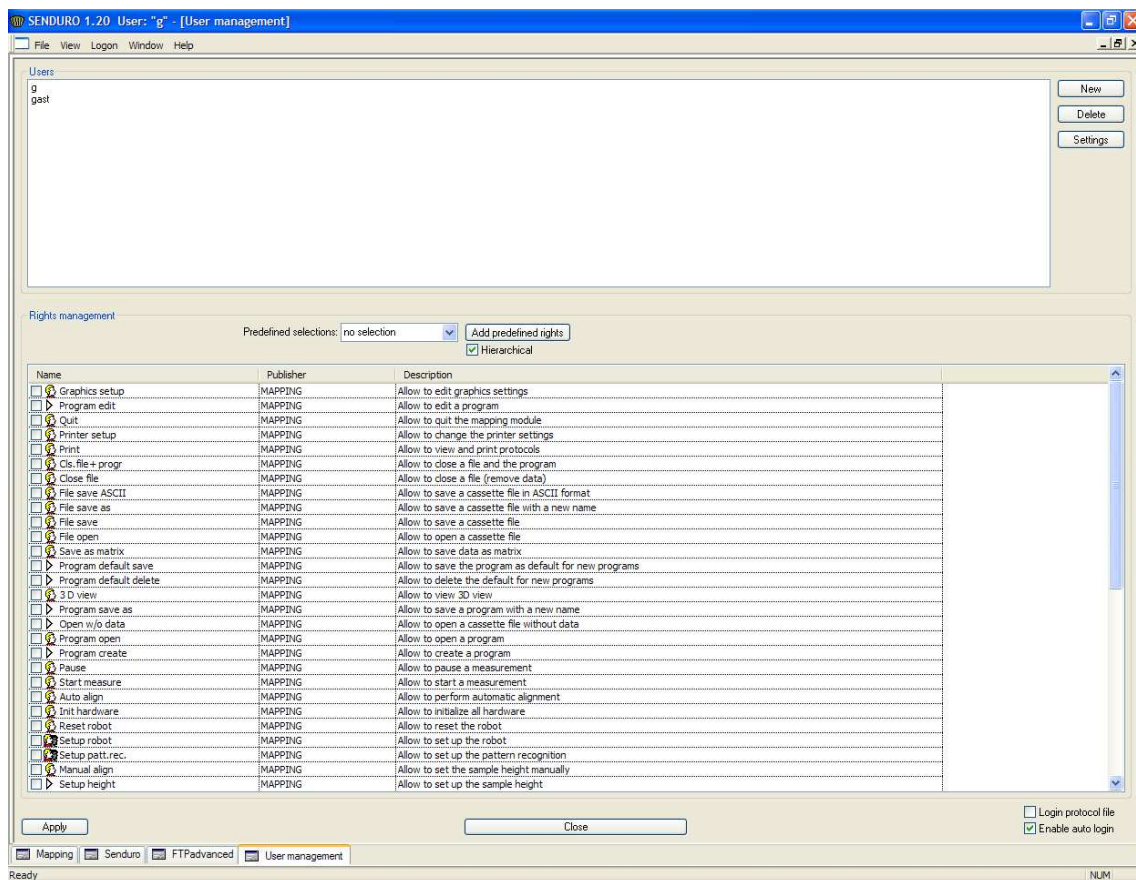 SENDURO 1.20 User: "g" - [User management]
File View Logon Window Help
Users
g
gast
New
Delete
Settings
Rights management
Predefined selections: no selection Add predefined rights
Hierarchical
Name Publisher Description
Graphics setup MAPPING Allow to edit graphics settings
Program edit MAPPING Allow to edit a program
Quit MAPPING Allow to quit the mapping module
Printer setup MAPPING Allow to change the printer settings
Print MAPPING Allow to view and print protocols
Cls.file+ progr MAPPING Allow to close a file and the program
Close file MAPPING Allow to close a file (remove data)
File save ASCII MAPPING Allow to save a cassette file in ASCII format
File save as MAPPING Allow to save a cassette file with a new name
File save MAPPING Allow to save a cassette file
File open MAPPING Allow to open a cassette file
Save as matrix MAPPING Allow to save data as matrix
Program default save MAPPING Allow to save the program as default for new programs
Program default delete MAPPING Allow to delete the default for new programs
3 D view MAPPING Allow to view 3D view
Program save as MAPPING Allow to save a program with a new name
Open w/o data MAPPING Allow to open a cassette file without data
Program open MAPPING Allow to open a program
Program create MAPPING Allow to create a program
Pause MAPPING Allow to pause a measurement
Start measure MAPPING Allow to start a measurement
Auto align MAPPING Allow to perform automatic alignment
Init hardware MAPPING Allow to initialize all hardware
Reset robot MAPPING Allow to reset the robot
Setup robot MAPPING Allow to set up the robot
Setup patt.rec. MAPPING Allow to set up the pattern recognition
Manual align MAPPING Allow to set the sample height manually
Setup height MAPPING Allow to set up the sample height
Login protocol file
Apply Close Enable auto login
Mapping Senduro FTPadvanced User management
Ready NUM